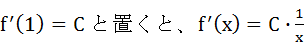 f′(1) = C と置くと、f′(x) = C · 1/x